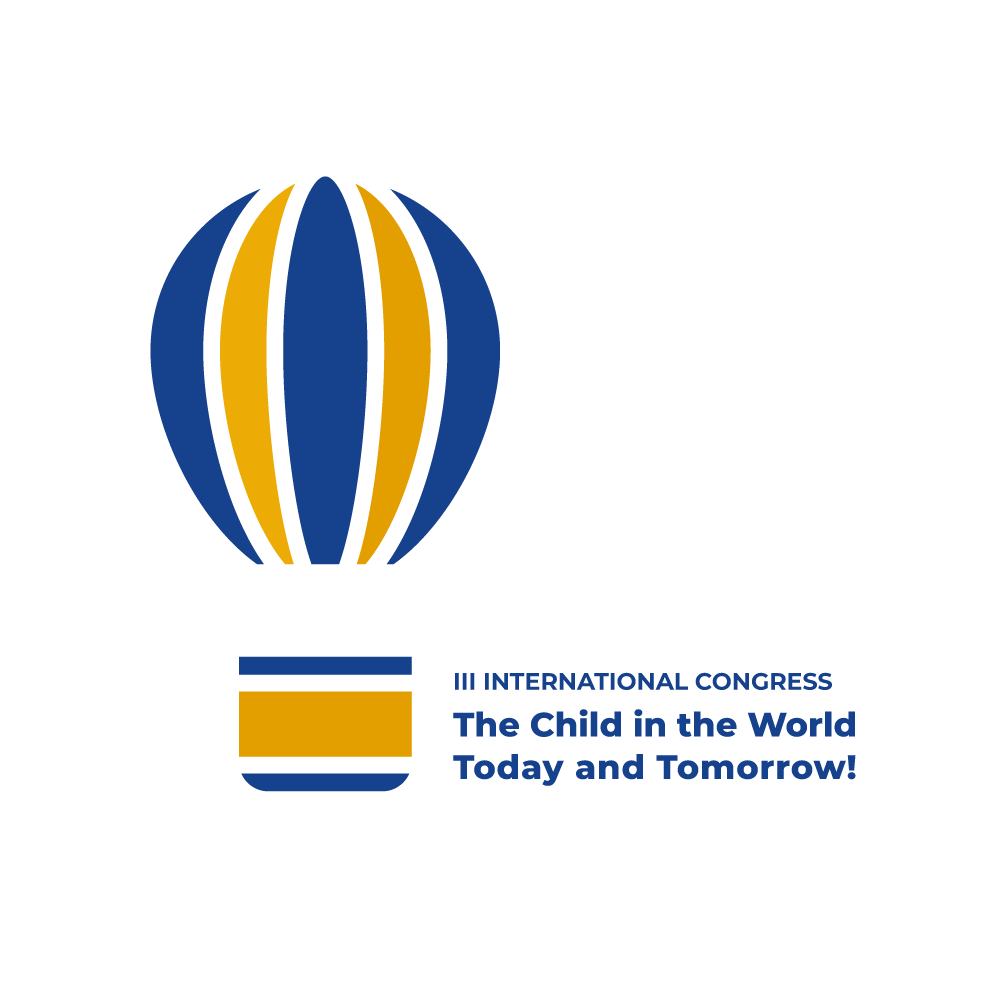 III INTERNATIONAL CONGRESS
The Child in the World
Today and Tomorrow!